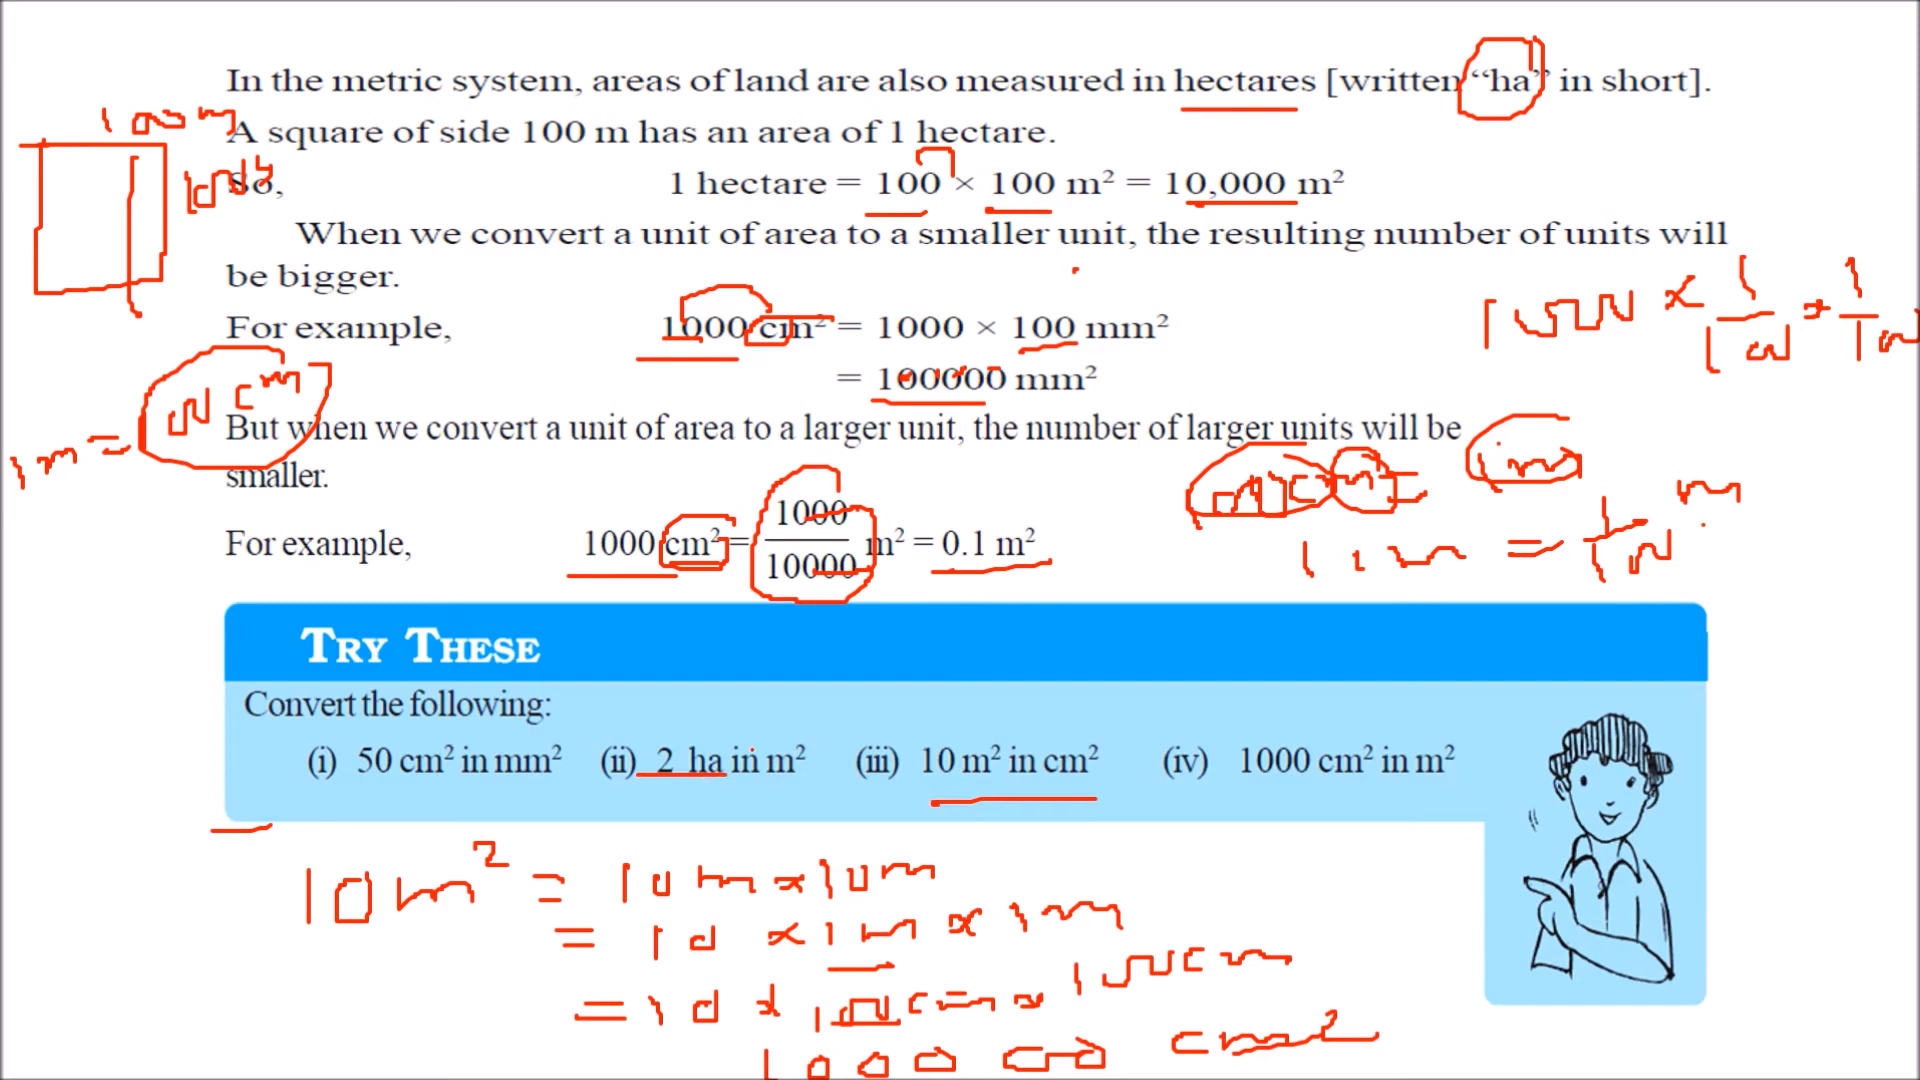 In the metric system, areas of land are also measured in hectares [written “ha” in short].
100m
A square of side 100 m has an area of 1 hectare.
So, 1 hectare = 100 × 100 m² = 10,000 m²
When we convert a unit of area to a smaller unit, the resulting number of units will
be bigger.
For example, 1000 cm² = 1000 × 100 mm²
= 100000 mm²
But when we convert a unit of area to a larger unit, the number of larger units will be
smaller.
For example, 1000 cm² = 1000/10000 m² = 0.1 m²
TRY THESE
Convert the following:
(i) 50 cm² in mm² (ii) 2 ha in m² (iii) 10 m² in cm² (iv) 1000 cm² in m²
10 m² = 10 m × 10 m
= 10 × 1 m × 1 m
= 10 × 100 cm × 100 cm
100000 cm²